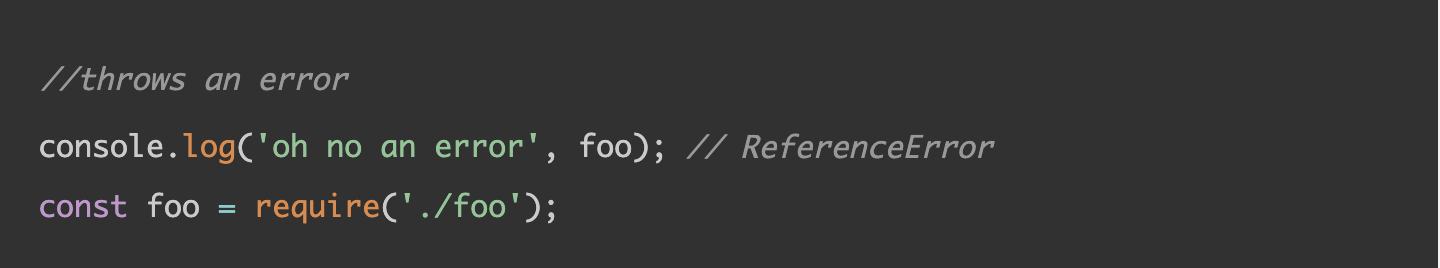 //throws an error
console.log('oh no an error', foo); // ReferenceError
const foo = require('./foo');